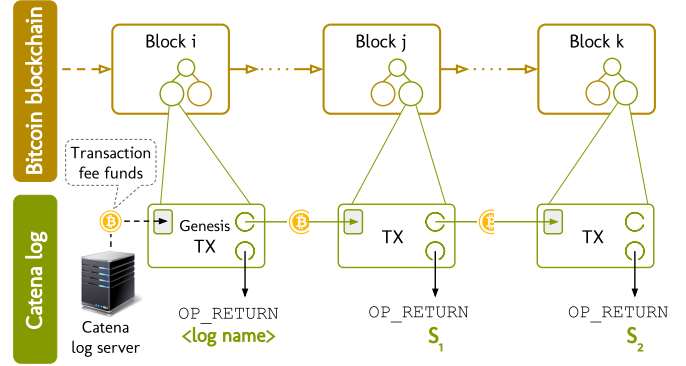 Bitcoin blockchain
Block i
Block j
Block k
Transaction
fee funds
Catena log
Genesis
TX
TX
TX
Catena
log server
OP_RETURN
<log name>
OP_RETURN
S₁
OP_RETURN
S₂